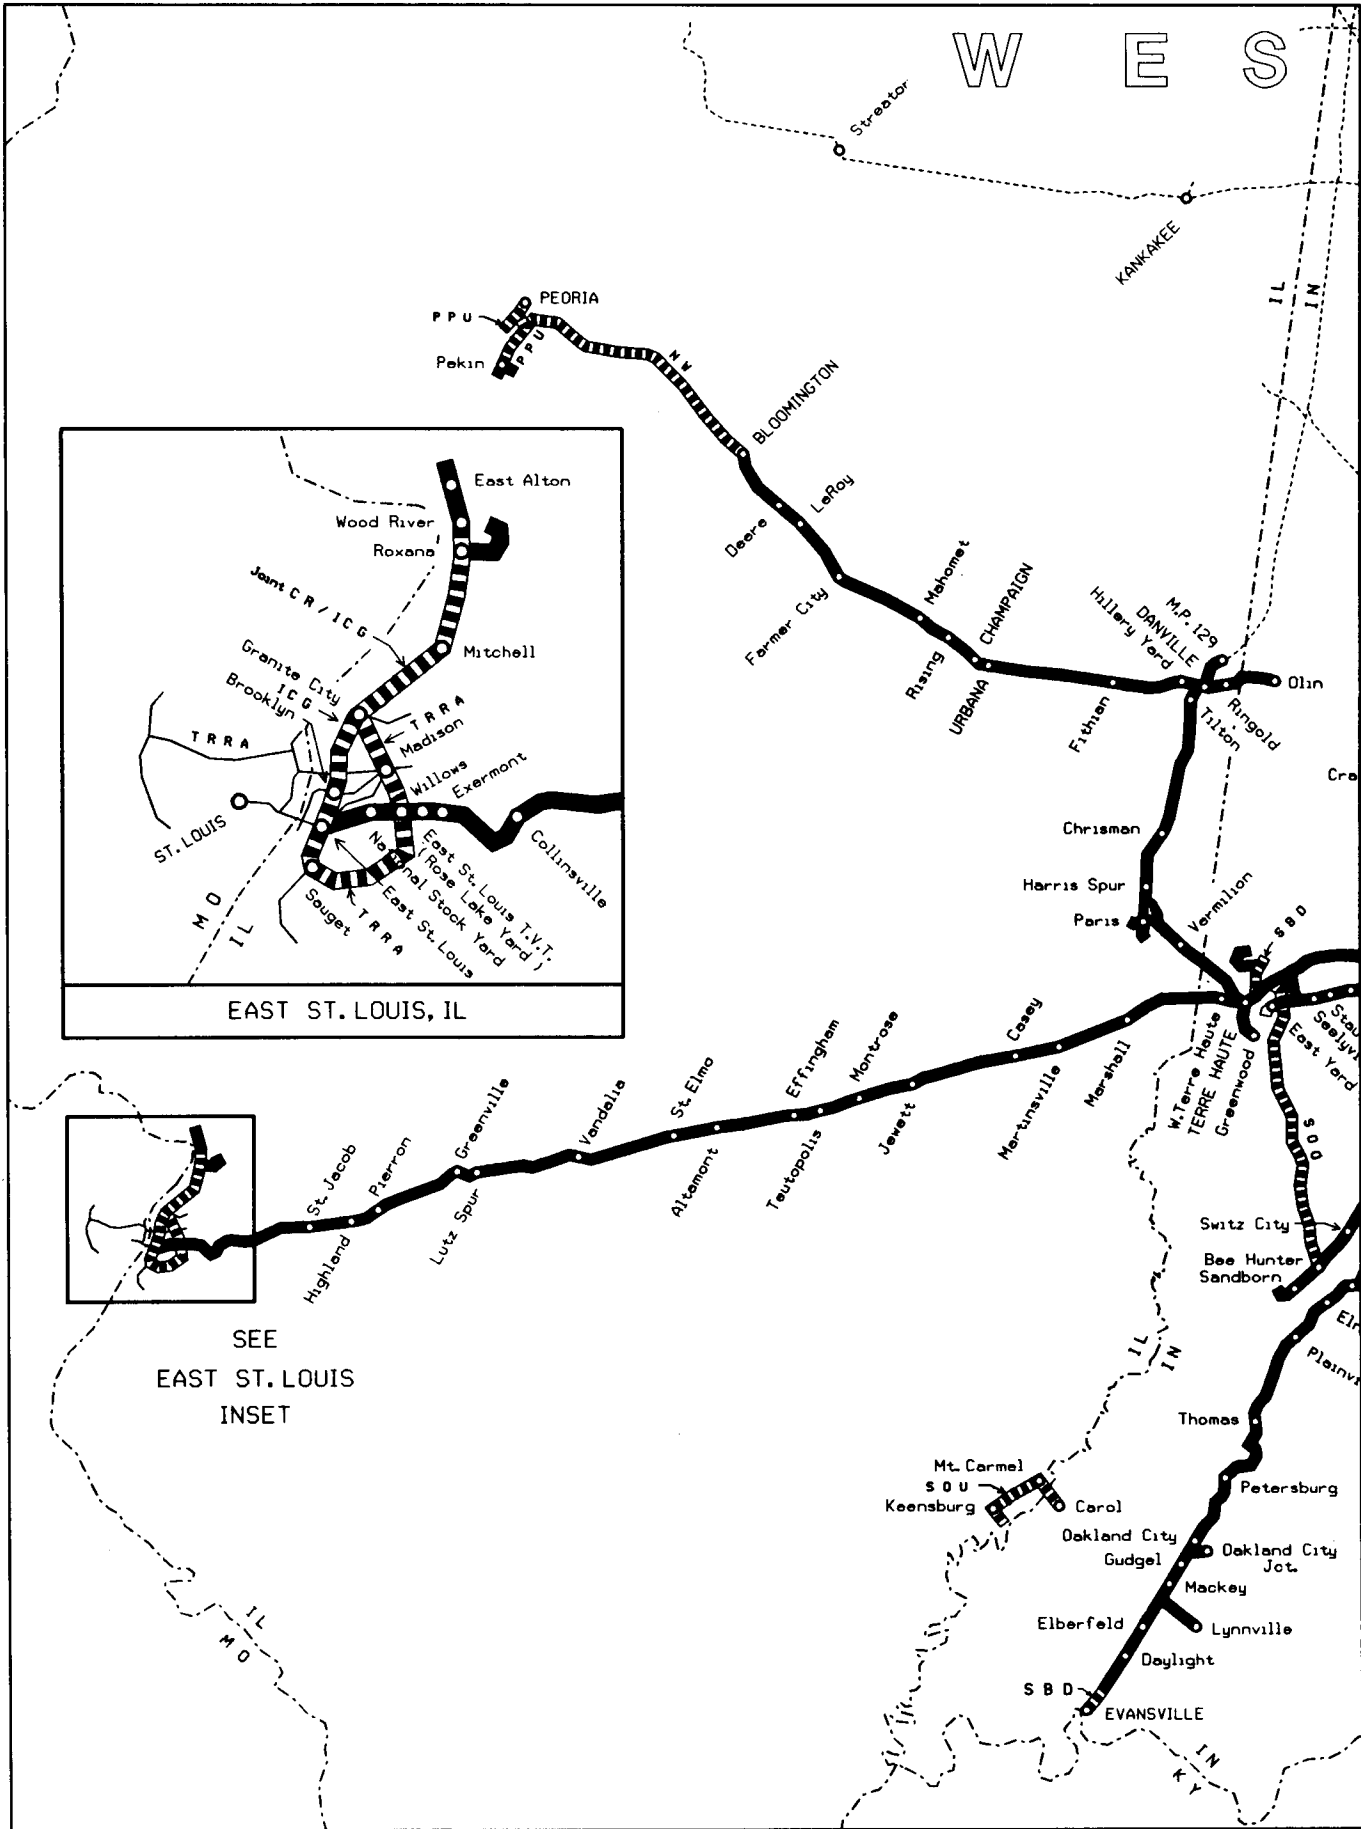 W E S
Streator
KANKAKEE
IL
IN
PEORIA
PPU
PPU
Pekin
NW
BLOOMINGTON
LeRoy
Deere
Farmer City
Mahomet
CHAMPAIGN
Rising
URBANA
Fithian
M.P. 129
DANVILLE
Hillery Yard
Olin
Ringold
Tilton
Cra
Chrisman
Harris Spur
Paris
Vermilion
SBD
East Alton
Wood River
Roxana
Joint CR / ICG
Mitchell
Granite City
ICG
Brooklyn
TRRA
Madison
TRRA
Willows
Exermont
ST. LOUIS
Collinsville
East St. Louis T.V.T.
( Rose Lake Yard )
National Stock Yard
East St. Louis
TRRA
Sauget
MO
IL
EAST ST. LOUIS, IL
Stau
Seelyvi
East Yard
W. Terre Haute
TERRE HAUTE
Greenwood
Marshall
Martinsville
Casey
Jewett
Montrose
Teutopolis
Effingham
Altamont
St. Elmo
Vandalia
Lutz Spur
Greenville
Pierron
Highland
St. Jacob
SEE
EAST ST. LOUIS
INSET
SOO
Switz City
Bee Hunter
Sandborn
Eln
Plainvi
IL
IN
Thomas
Petersburg
Mt. Carmel
SOU
Keensburg
Carol
Oakland City
Gudgel
Oakland City
Jct.
Mackey
Elberfeld
Lynnville
Daylight
SBD
EVANSVILLE
IL
MO
IN
KY